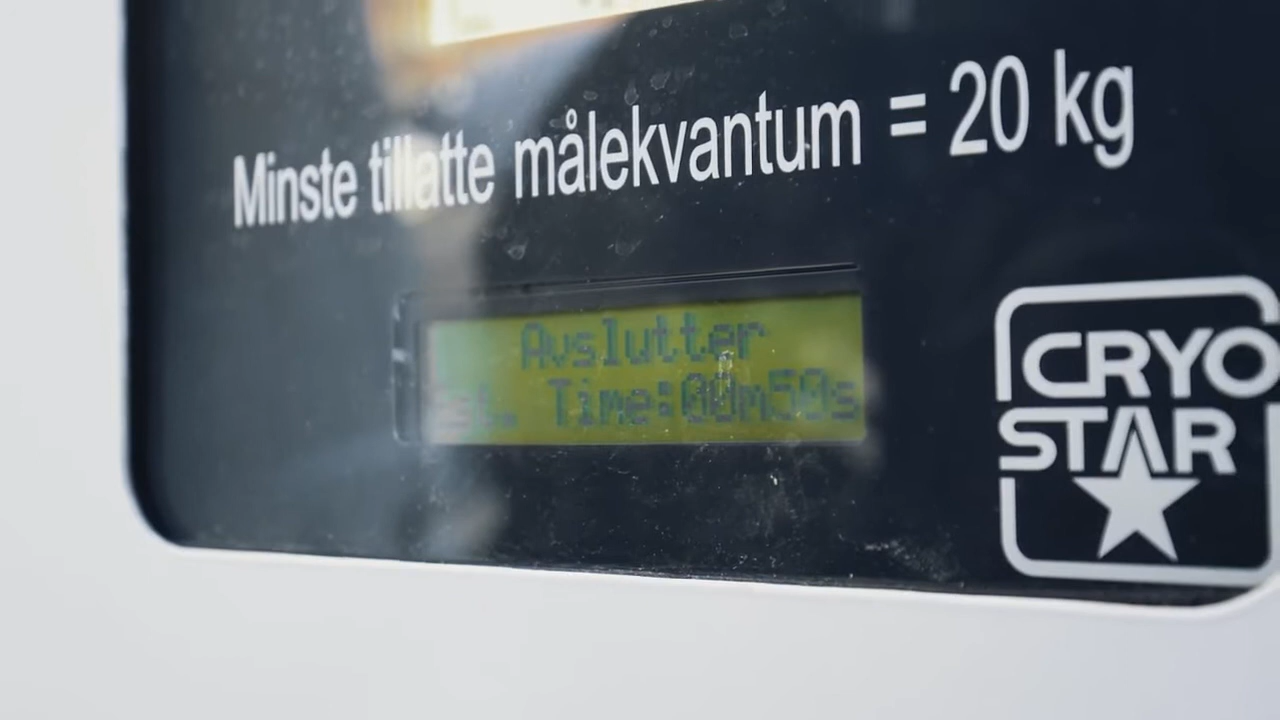 Minste tillatte målekvantum = 20 kg
Avslutter
Time:00m50s
CRYO
STAR